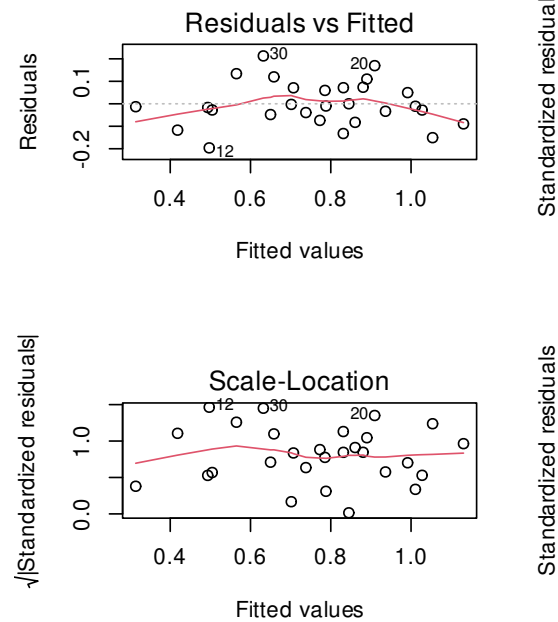 Residuals vs Fitted
Standardized residuals
Residuals
0.1
-0.2
30
20
12
0.4 0.6 0.8 1.0
Fitted values
Scale-Location
Standardized residuals
√|Standardized residuals|
1.0
0.0
12
30
20
0.4 0.6 0.8 1.0
Fitted values